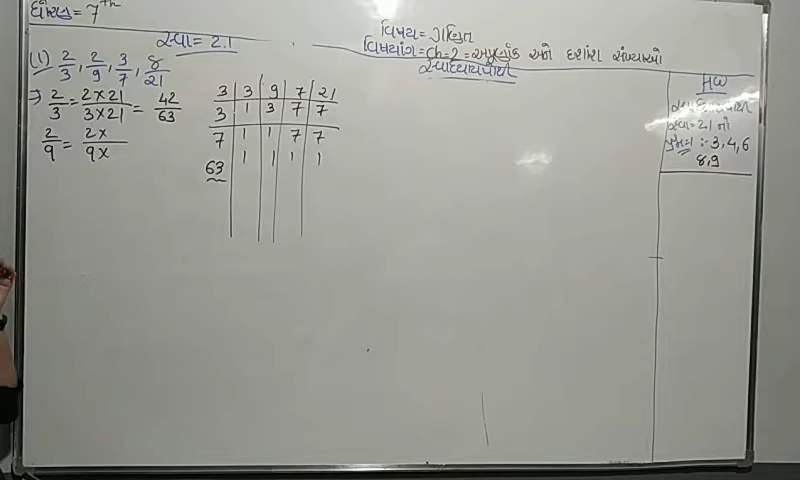 ધોરણ = 7th
વિષય = ગણિત
વિષયાંગ = Ch = 2 = અપૂર્ણાંક અને દશાંશ સંખ્યાઓ
સ્વાધ્યાયપોથી
સ્વા = 2.1
(1) 2/3, 2/9, 3/7, 8/21
⇒ 2/3 = 2×21/3×21 = 42/63
2/9 = 2×/9×
3 | 3 | 9 | 7 | 21
3 | 1 | 3 | 7 | 7
7 | 1 | 1 | 7 | 7
1 | 1 | 1 | 1
63
HW
સ્વાધ્યાયપોથી
સ્વા = 2.1 ની
:- 3, 4, 6
8, 9